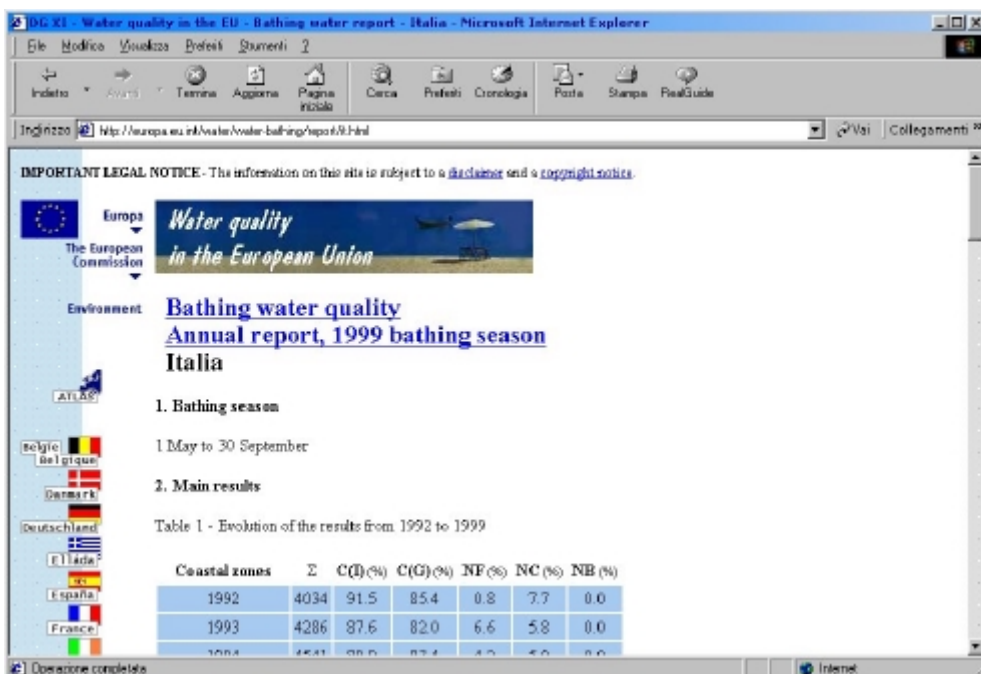 DG XI - Water quality in the EU - Bathing water report - Italia - Microsoft Internet Explorer
File Modifica Visualizza Preferiti Strumenti ?
Indietro Avanti Termina Aggiorna Pagina iniziale Cerca Preferiti Cronologia Posta Stampa RealGuide
Indirizzo http://europa.eu.int/water/water-bathing/report/it.html Vai Collegamenti »
IMPORTANT LEGAL NOTICE - The information on this site is subject to a disclaimer and a copyright notice.
Europa
The European
Commission
Environment
ATLAS
België
Belgique
Danmark
Deutschland
Elláda
España
France
Water quality
in the European Union
Bathing water quality
Annual report, 1999 bathing season
Italia
1. Bathing season
1 May to 30 September
2. Main results
Table 1 - Evolution of the results from 1992 to 1999
Coastal zones Σ C(I) (%) C(G) (%) NF (%) NC (%) NB (%)
1992 4034 91.5 85.4 0.8 7.7 0.0
1993 4286 87.6 82.0 6.6 5.8 0.0
Operazione completata Internet